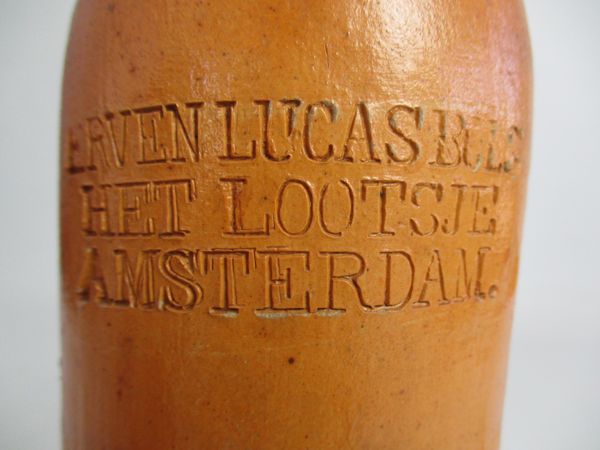 ERVEN LUCAS BOLS
HET LOOTSJE
AMSTERDAM.